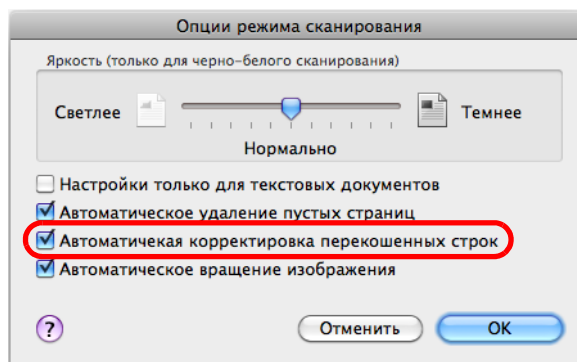 Опции режима сканирования
Яркость (только для черно-белого сканирования)
Светлее Темнее
Нормально
Настройки только для текстовых документов
Автоматическое удаление пустых страниц
Автоматичекая корректировка перекошенных строк
Автоматическое вращение изображения
? Отменить OK